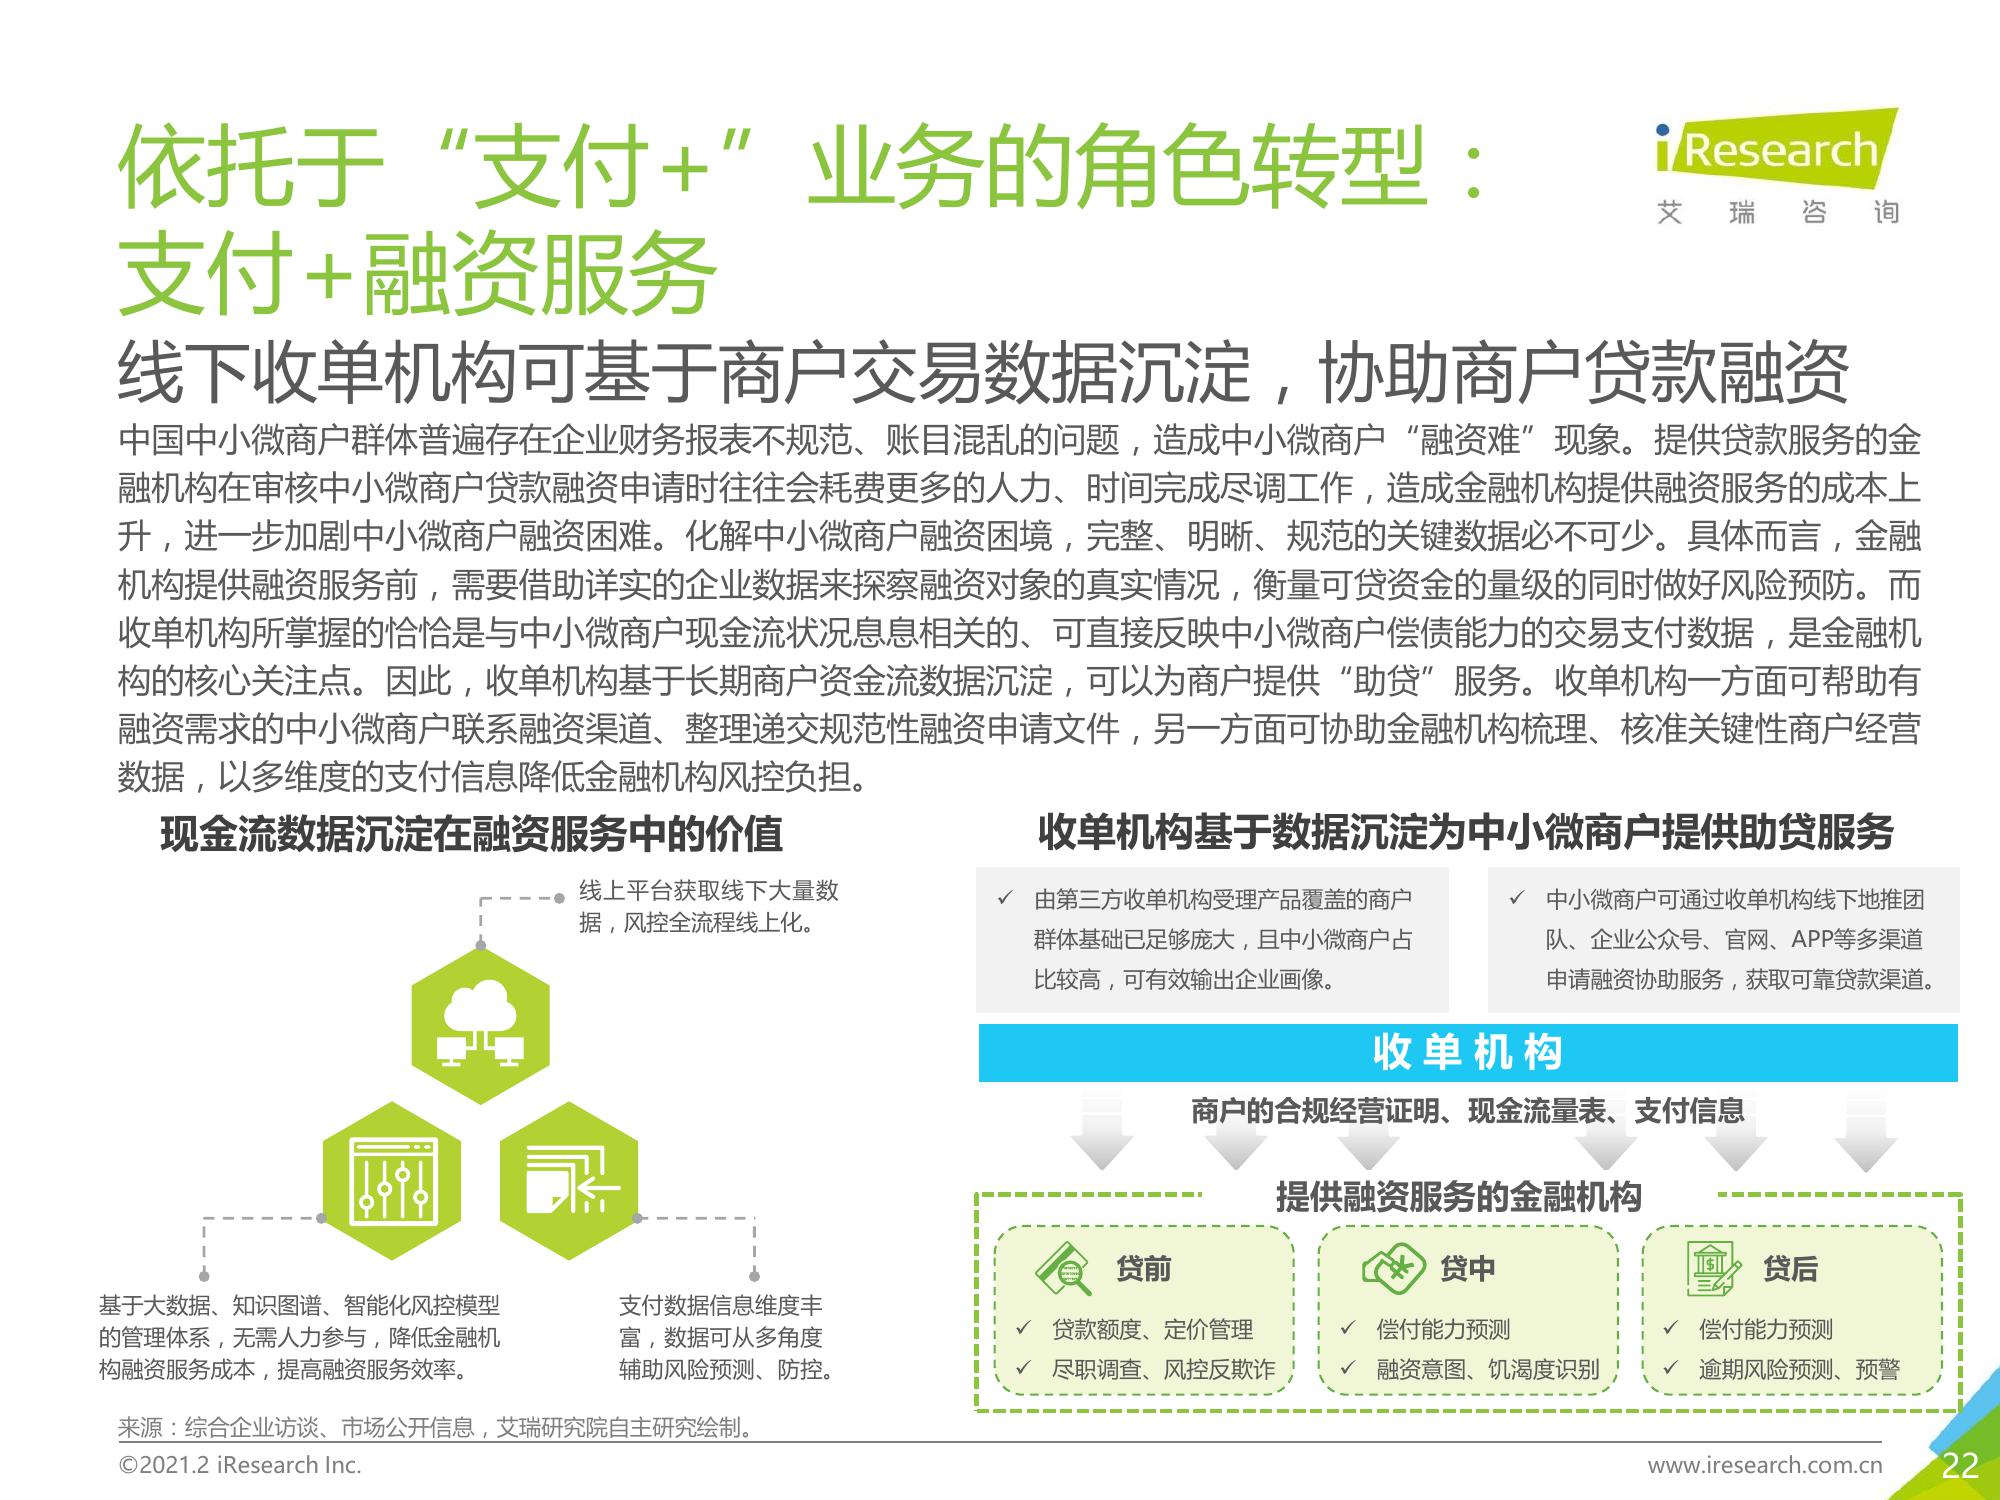 依托于“支付+”业务的角色转型：
支付+融资服务
iResearch
艾瑞咨询
线下收单机构可基于商户交易数据沉淀，协助商户贷款融资
中国中小微商户群体普遍存在企业财务报表不规范、账目混乱的问题，造成中小微商户“融资难”现象。提供贷款服务的金
融机构在审核中小微商户贷款融资申请时往往会耗费更多的人力、时间完成尽调工作，造成金融机构提供融资服务的成本上
升，进一步加剧中小微商户融资困难。化解中小微商户融资困境，完整、明晰、规范的关键数据必不可少。具体而言，金融
机构提供融资服务前，需要借助详实的企业数据来探察融资对象的真实情况，衡量可贷资金的量级的同时做好风险预防。而
收单机构所掌握的恰恰是与中小微商户现金流状况息息相关的、可直接反映中小微商户偿债能力的交易支付数据，是金融机
构的核心关注点。因此，收单机构基于长期商户资金流数据沉淀，可以为商户提供“助贷”服务。收单机构一方面可帮助有
融资需求的中小微商户联系融资渠道、整理递交规范性融资申请文件，另一方面可协助金融机构梳理、核准关键性商户经营
数据，以多维度的支付信息降低金融机构风控负担。
现金流数据沉淀在融资服务中的价值
线上平台获取线下大量数
据，风控全流程线上化。
基于大数据、知识图谱、智能化风控模型
的管理体系，无需人力参与，降低金融机
构融资服务成本，提高融资服务效率。
支付数据信息维度丰
富，数据可从多角度
辅助风险预测、防控。
收单机构基于数据沉淀为中小微商户提供助贷服务
✓ 由第三方收单机构受理产品覆盖的商户
群体基础已足够庞大，且中小微商户占
比较高，可有效输出企业画像。
✓ 中小微商户可通过收单机构线下地推团
队、企业公众号、官网、APP等多渠道
申请融资协助服务，获取可靠贷款渠道。
收单机构
商户的合规经营证明、现金流量表、支付信息
提供融资服务的金融机构
贷前
✓ 贷款额度、定价管理
✓ 尽职调查、风控反欺诈
贷中
✓ 偿付能力预测
✓ 融资意图、饥渴度识别
贷后
✓ 偿付能力预测
✓ 逾期风险预测、预警
来源：综合企业访谈、市场公开信息，艾瑞研究院自主研究绘制。
©2021.2 iResearch Inc.
www.iresearch.com.cn
22